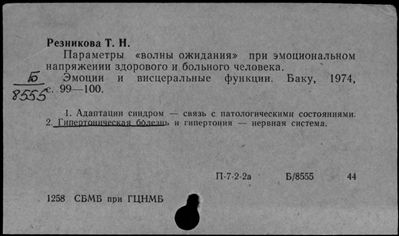 Резникова Т. Н.
Параметры «волны ожидания» при эмоциональном
напряжении здорового и больного человека.
Б
8555
Эмоции и висцеральные функции. Баку, 1974,
с. 99—100.
1. Адаптации синдром — связь с патологическими состояниями.
2. Гипертоническая болезнь и гипертония — нервная система.
П-7-2-2а Б/8555 44
1258 СБМБ при ГЦНМБ